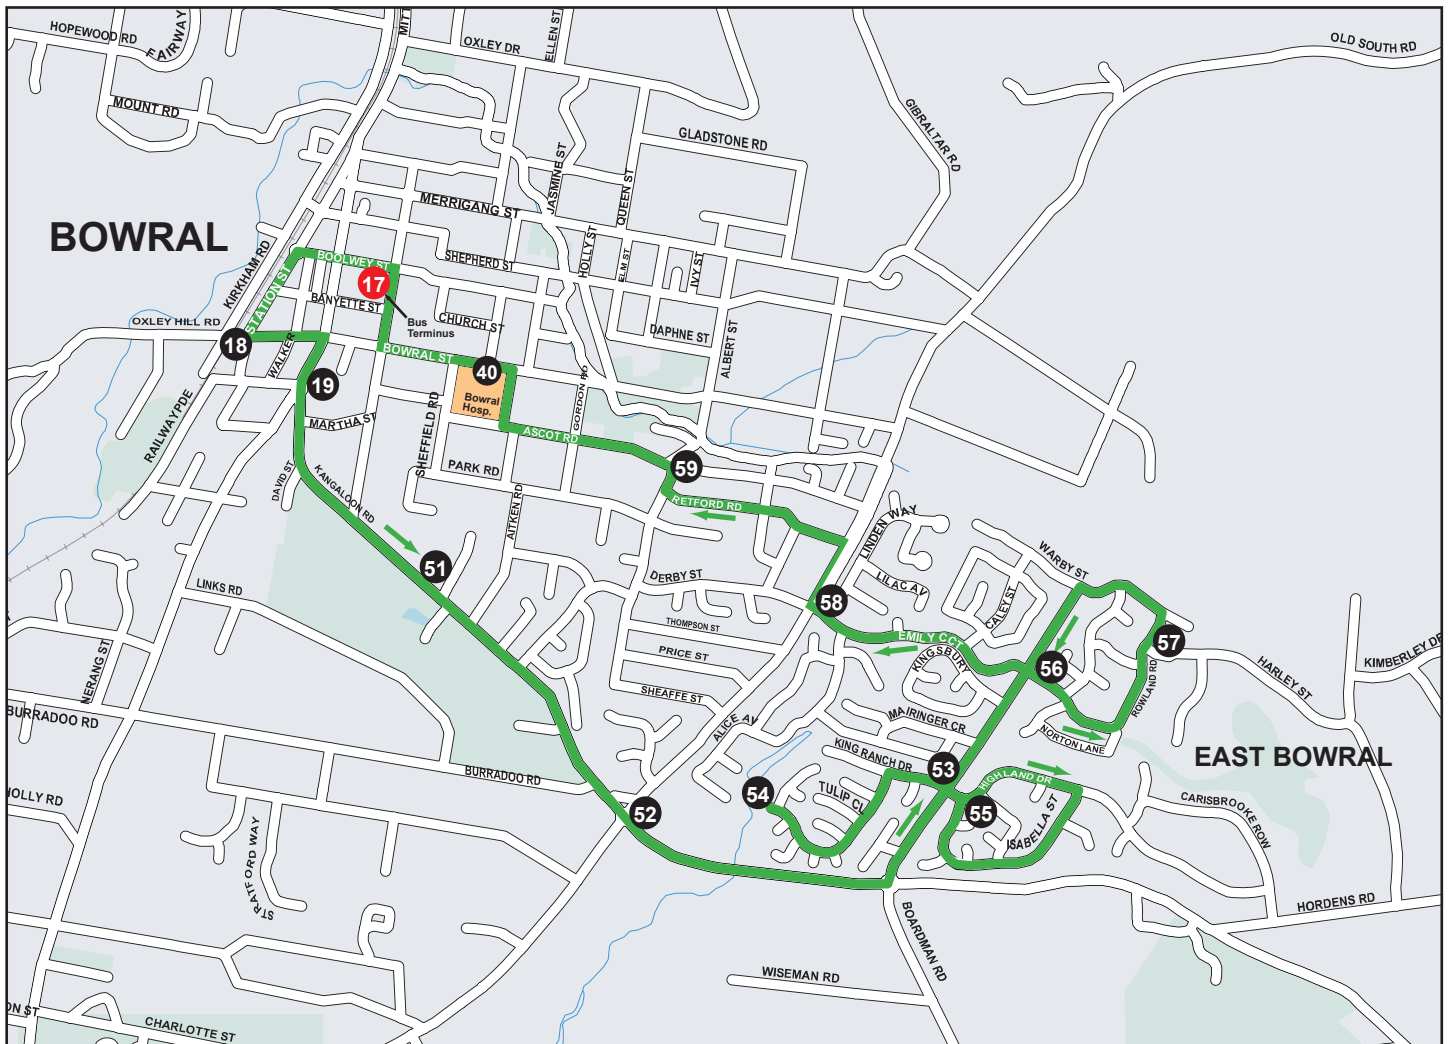 HOPEWOOD RD
FAIRWAY
MITT
OXLEY DR
ELLEN ST
OLD SOUTH RD
MOUNT RD
GIBRALTAR RD
GLADSTONE RD
JASMINE ST
QUEEN ST
MERRIGANG ST
BOWRAL
KIRKHAM RD
BOOLWEY ST
SHEPHERD ST
HOLLY ST
ELM ST
IVY ST
17
STATION ST
BANYETTE ST
Bus
Terminus
CHURCH ST
OXLEY HILL RD
DAPHNE ST
ALBERT ST
18
WALKER
BOWRAL ST
40
19
Bowral
Hosp.
GORDON RD
RAILWAY PDE
MARTHA ST
SHEFFIELD RD
ASCOT RD
DAVID ST
KANGALOON RD
PARK RD
59
AITKEN RD
RETFORD RD
LINDEN WAY
WARBY ST
51
DERBY ST
LILAC AV
LINKS RD
58
CALEY ST
THOMPSON ST
EMILY CCT
57
NERANG ST
PRICE ST
KINGSBURY
56
HARLEY ST
KIMBERLEY DR
SHEAFFE ST
ROWLAND RD
BURRADOO RD
ALICE AV
MAIRINGER CR
NORTON LANE
KING RANCH DR
EAST BOWRAL
BURRADOO RD
53
HIGHLAND DR
HOLLY RD
54
TULIP CL
55
ISABELLA ST
CARISBROOKE ROW
52
STRATFORD WAY
HORDENS RD
BOARDMAN RD
WISEMAN RD
ON ST
CHARLOTTE ST